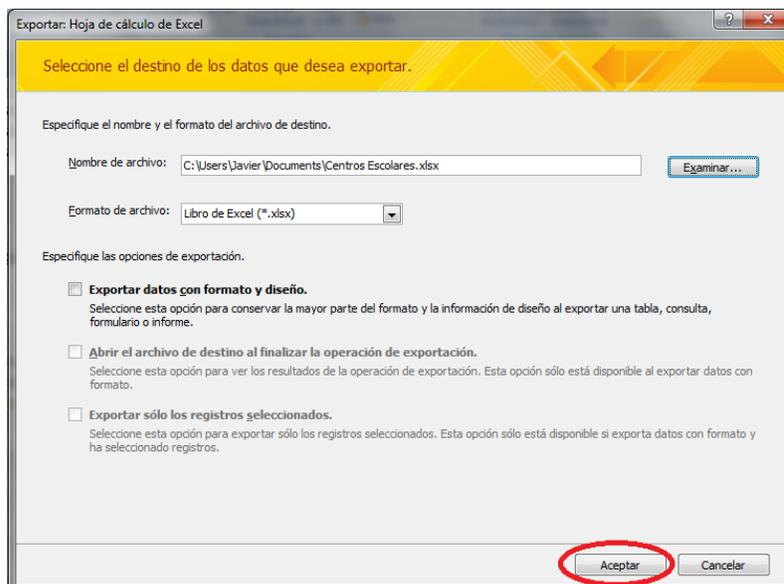 Exportar: Hoja de cálculo de Excel
Seleccione el destino de los datos que desea exportar.
Especifique el nombre y el formato del archivo de destino.
Nombre de archivo: C:\Users\Javier\Documents\Centros Escolares.xlsx Examinar...
Formato de archivo: Libro de Excel (*.xlsx)
Especifique las opciones de exportación.
Exportar datos con formato y diseño.
Seleccione esta opción para conservar la mayor parte del formato y la información de diseño al exportar una tabla, consulta,
formulario o informe.
Abrir el archivo de destino al finalizar la operación de exportación.
Seleccione esta opción para ver los resultados de la operación de exportación. Esta opción sólo está disponible al exportar datos con
formato.
Exportar sólo los registros seleccionados.
Seleccione esta opción para exportar sólo los registros seleccionados. Esta opción sólo está disponible si exporta datos con formato y
ha seleccionado registros.
Aceptar Cancelar